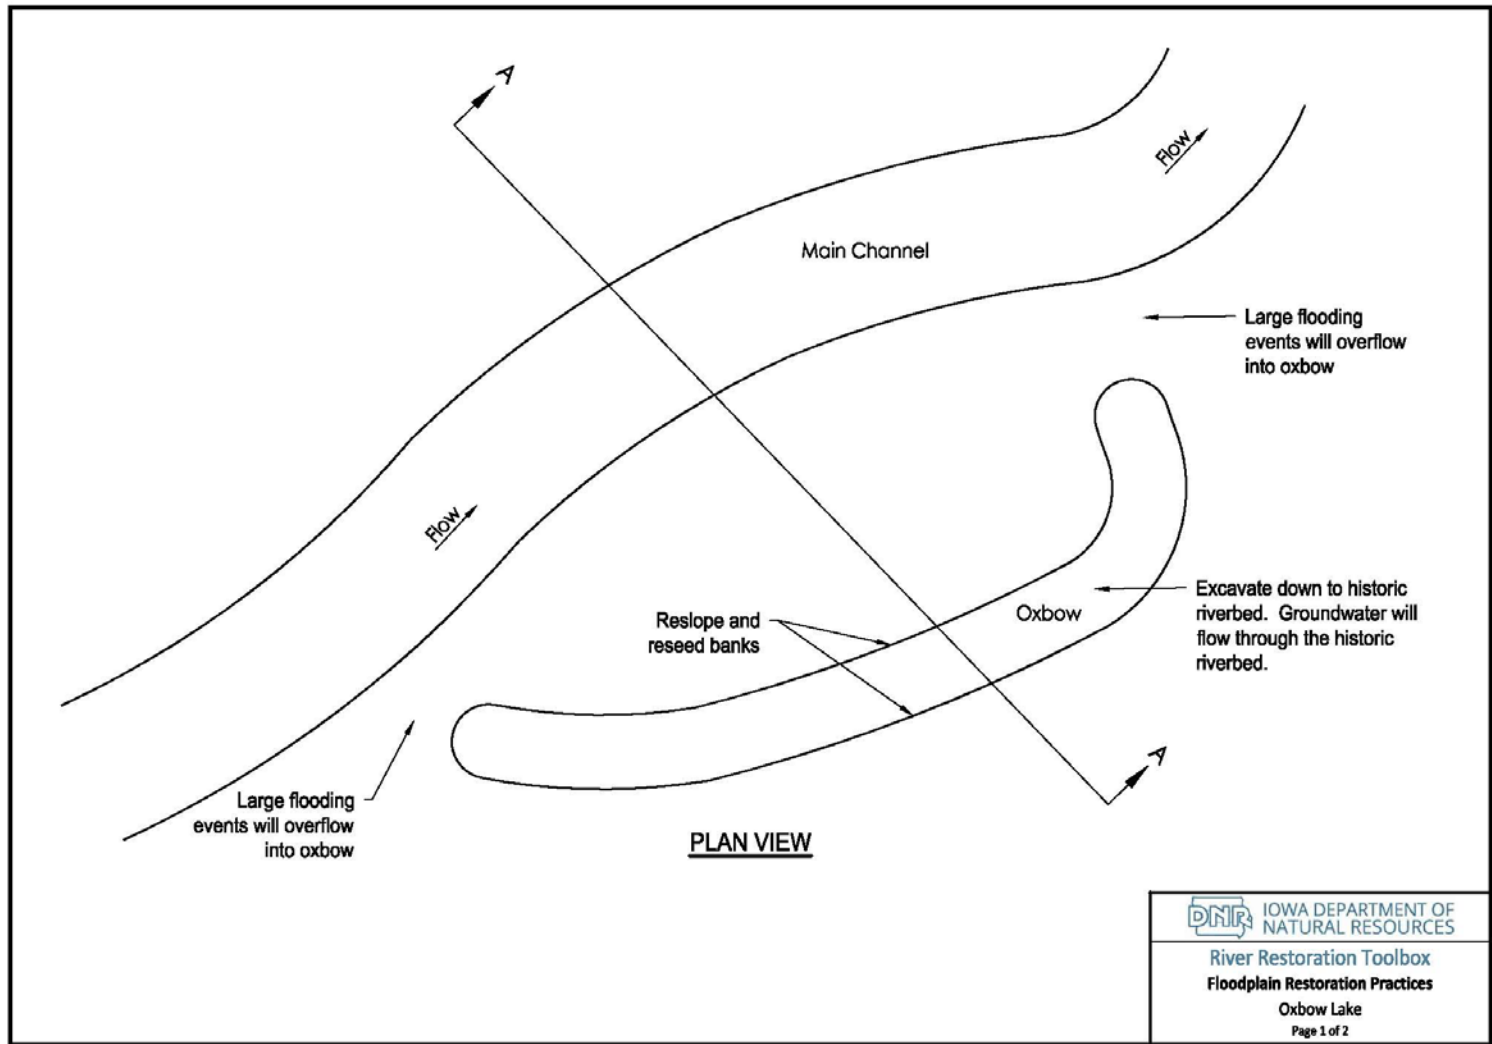 A
Flow
Main Channel
Large flooding
events will overflow
into oxbow
Flow
Excavate down to historic
riverbed.  Groundwater will
flow through the historic
riverbed.
Oxbow
Reslope and
reseed banks
A
Large flooding
events will overflow
into oxbow
PLAN VIEW
DNR
IOWA DEPARTMENT OF
NATURAL RESOURCES
River Restoration Toolbox
Floodplain Restoration Practices
Oxbow Lake
Page 1 of 2